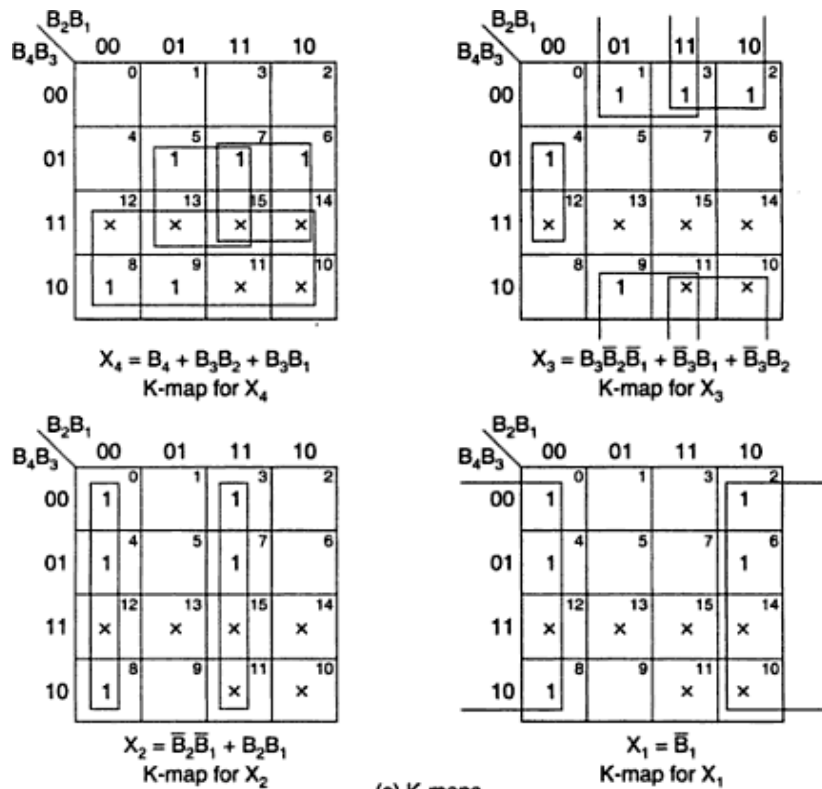 B₂B₁
B₄B₃ 00 01 11 10
00 0 1 3 2
01 4 5 1 7 1 6 1
11 12 × 13 × 15 × 14 ×
10 8 1 9 1 11 × 10 ×
X₄ = B₄ + B₃B₂ + B₃B₁
K-map for X₄
B₂B₁
B₄B₃ 00 01 11 10
00 0 1 1 3 1 2 1
01 4 1 5 7 6
11 12 × 13 × 15 × 14 ×
10 8 9 1 11 × 10 ×
X₃ = B₃B̅₂B̅₁ + B̅₃B₁ + B̅₃B₂
K-map for X₃
B₂B₁
B₄B₃ 00 01 11 10
00 0 1 1 3 1 2
01 4 1 5 7 1 6
11 12 × 13 × 15 × 14 ×
10 8 1 9 11 × 10 ×
X₂ = B̅₂B̅₁ + B₂B₁
K-map for X₂
B₂B₁
B₄B₃ 00 01 11 10
00 0 1 1 3 2 1
01 4 1 5 7 6 1
11 12 × 13 × 15 × 14 ×
10 8 1 9 11 × 10 ×
X₁ = B̅₁
K-map for X₁
K-maps